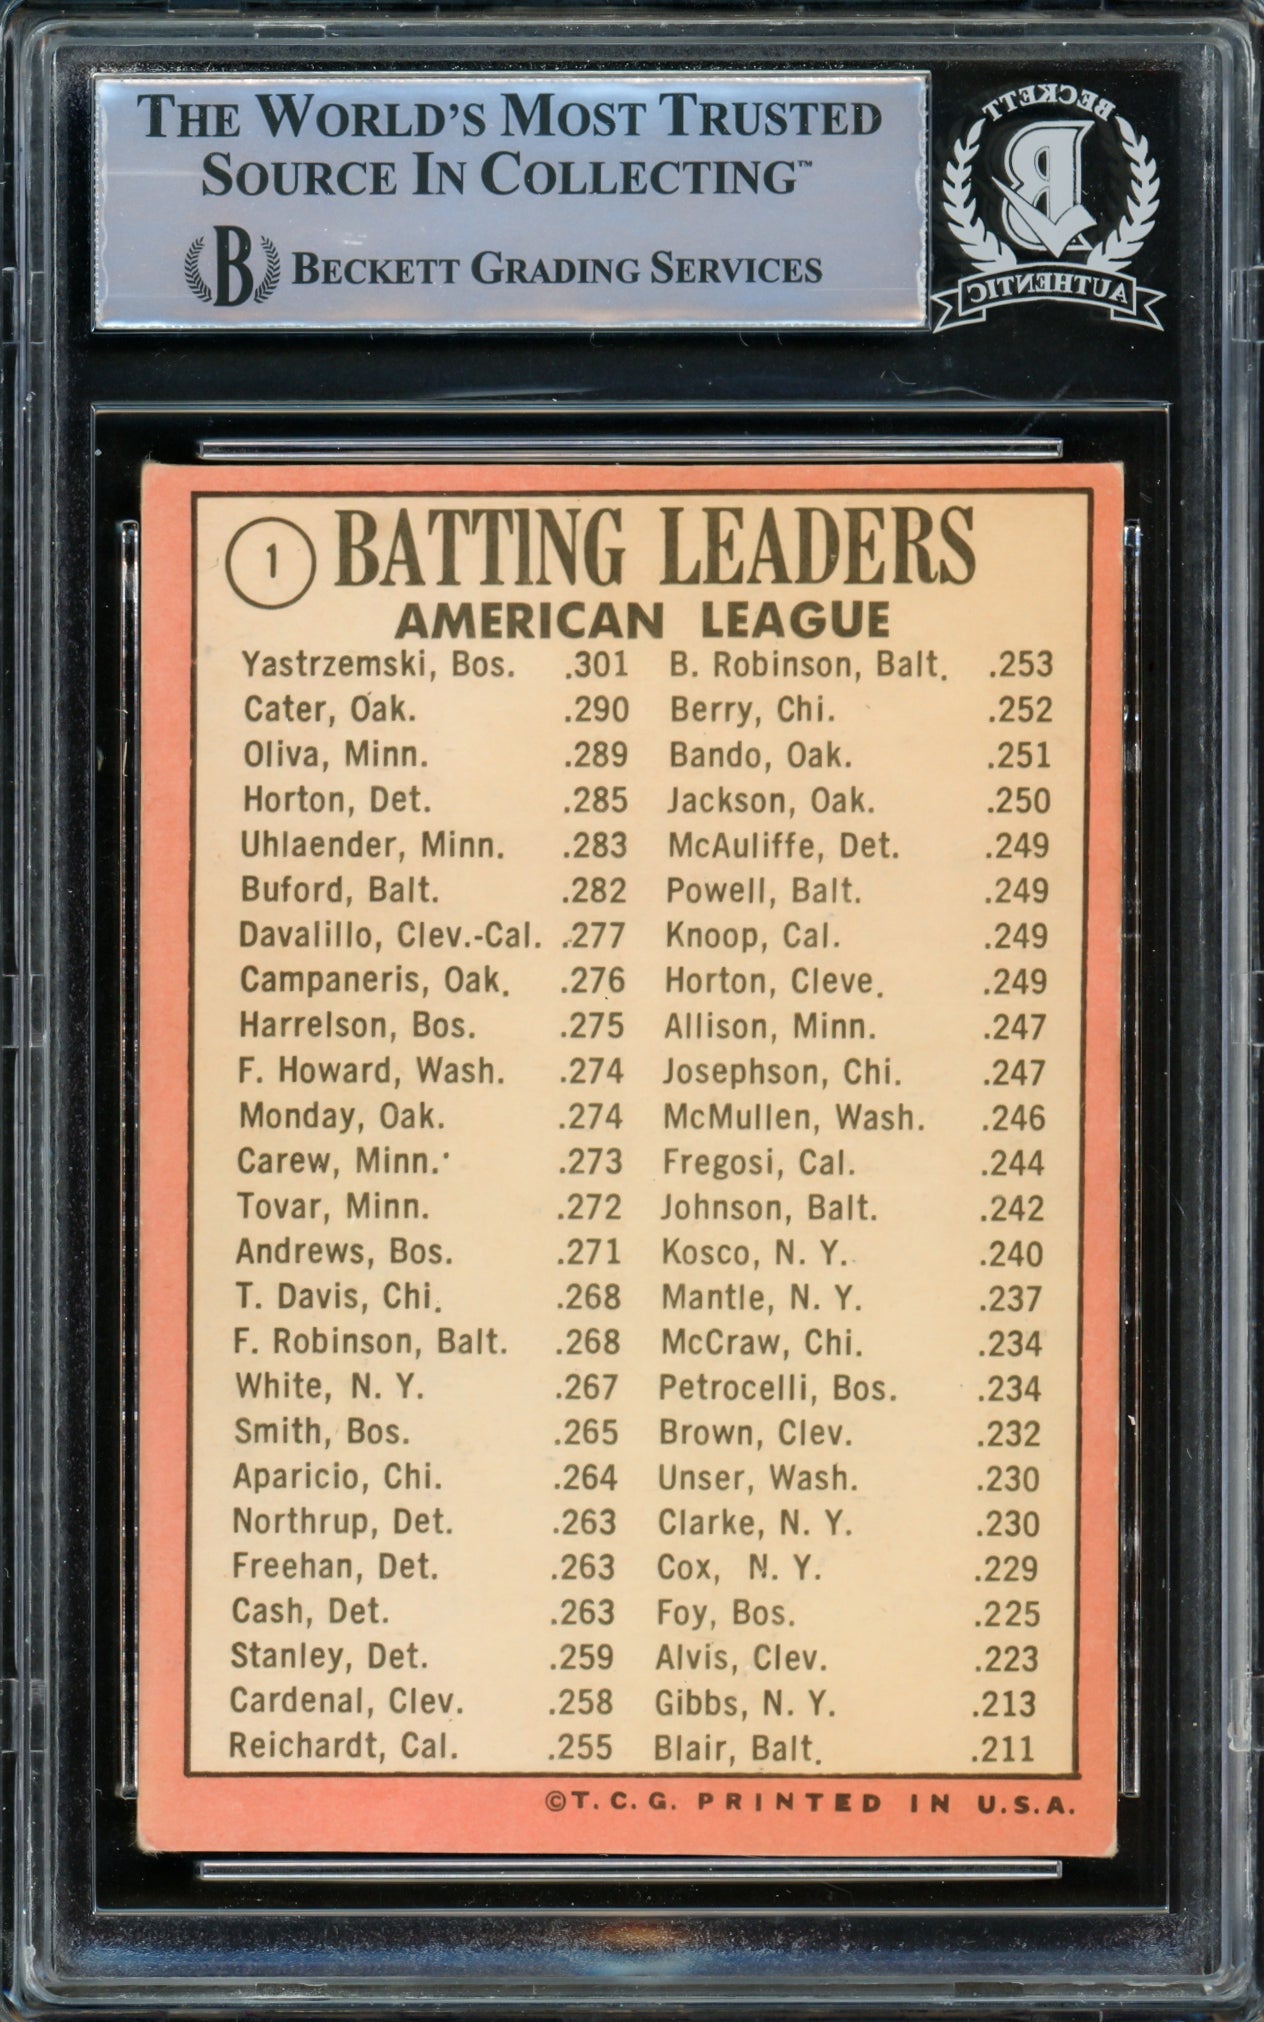 THE WORLD'S MOST TRUSTED
SOURCE IN COLLECTING™
B BECKETT GRADING SERVICES
BECKETT
B
AUTHENTIC
1 BATTING LEADERS
AMERICAN LEAGUE
Yastrzemski, Bos. .301 B. Robinson, Balt. .253
Cater, Oak. .290 Berry, Chi. .252
Oliva, Minn. .289 Bando, Oak. .251
Horton, Det. .285 Jackson, Oak. .250
Uhlaender, Minn. .283 McAuliffe, Det. .249
Buford, Balt. .282 Powell, Balt. .249
Davalillo, Clev.-Cal. .277 Knoop, Cal. .249
Campaneris, Oak. .276 Horton, Cleve. .249
Harrelson, Bos. .275 Allison, Minn. .247
F. Howard, Wash. .274 Josephson, Chi. .247
Monday, Oak. .274 McMullen, Wash. .246
Carew, Minn. .273 Fregosi, Cal. .244
Tovar, Minn. .272 Johnson, Balt. .242
Andrews, Bos. .271 Kosco, N. Y. .240
T. Davis, Chi. .268 Mantle, N. Y. .237
F. Robinson, Balt. .268 McCraw, Chi. .234
White, N. Y. .267 Petrocelli, Bos. .234
Smith, Bos. .265 Brown, Clev. .232
Aparicio, Chi. .264 Unser, Wash. .230
Northrup, Det. .263 Clarke, N. Y. .230
Freehan, Det. .263 Cox, N. Y. .229
Cash, Det. .263 Foy, Bos. .225
Stanley, Det. .259 Alvis, Clev. .223
Cardenal, Clev. .258 Gibbs, N. Y. .213
Reichardt, Cal. .255 Blair, Balt. .211
©T. C. G. PRINTED IN U.S.A.